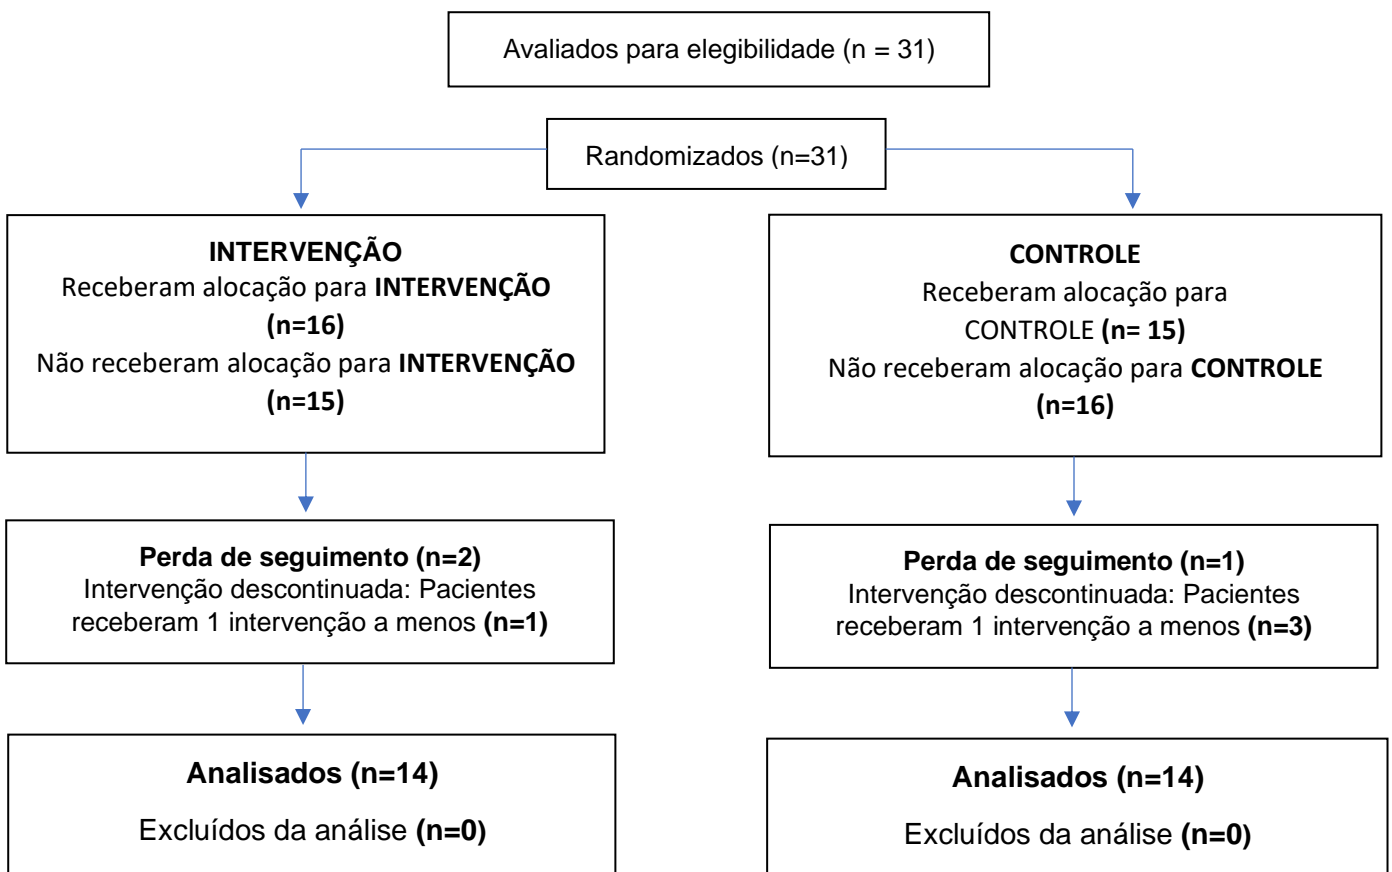 Avaliados para elegibilidade (n = 31)
Randomizados (n=31)
INTERVENÇÃO
Receberam alocação para INTERVENÇÃO
(n=16)
Não receberam alocação para INTERVENÇÃO
(n=15)
CONTROLE
Receberam alocação para
CONTROLE (n= 15)
Não receberam alocação para CONTROLE
(n=16)
Perda de seguimento (n=2)
Intervenção descontinuada: Pacientes
receberam 1 intervenção a menos (n=1)
Perda de seguimento (n=1)
Intervenção descontinuada: Pacientes
receberam 1 intervenção a menos (n=3)
Analisados (n=14)
Excluídos da análise (n=0)
Analisados (n=14)
Excluídos da análise (n=0)